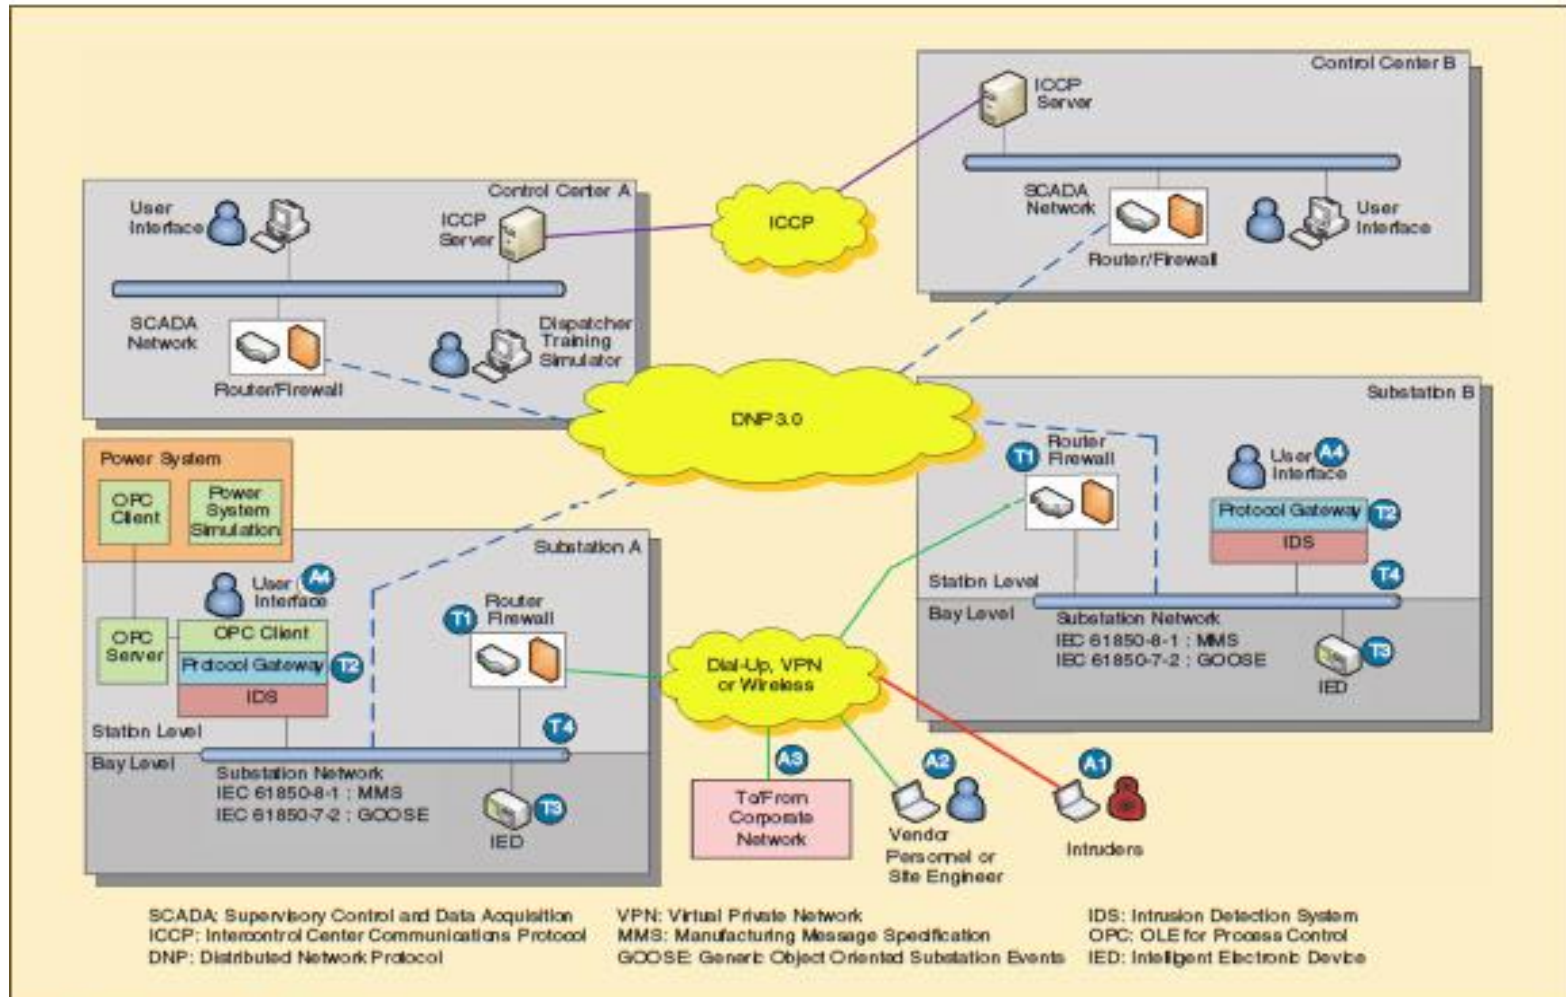 Control Center B
ICCP
Server
SCADA
Network
Router/Firewall
User
Interface
Control Center A
User
Interface
ICCP
Server
ICCP
SCADA
Network
Router/Firewall
Dispatcher
Training
Simulator
DNP3.0
Power System
OPC
Client
Power
System
Simulation
Substation A
User
Interface
A4
OPC
Server
OPC Client
Protocol Gateway
T2
IDS
T1
Router
Firewall
Station Level
T4
Bay Level
Substation Network
IEC 61850-8-1 : MMS
IEC 61850-7-2 : GOOSE
IED
T3
Substation B
T1
Router
Firewall
User
Interface
A4
Protocol Gateway
T2
IDS
Station Level
T4
Bay Level
Substation Network
IEC 61850-8-1 : MMS
IEC 61850-7-2 : GOOSE
IED
T3
Dial-Up, VPN
or Wireless
A3
To/From
Corporate
Network
A2
Vendor
Personnel or
Site Engineer
A1
Intruders
SCADA: Supervisory Control and Data Acquisition
ICCP: Intercontrol Center Communications Protocol
DNP: Distributed Network Protocol
VPN: Virtual Private Network
MMS: Manufacturing Message Specification
GOOSE: Generic Object Oriented Substation Events
IDS: Intrusion Detection System
OPC: OLE for Process Control
IED: Intelligent Electronic Device